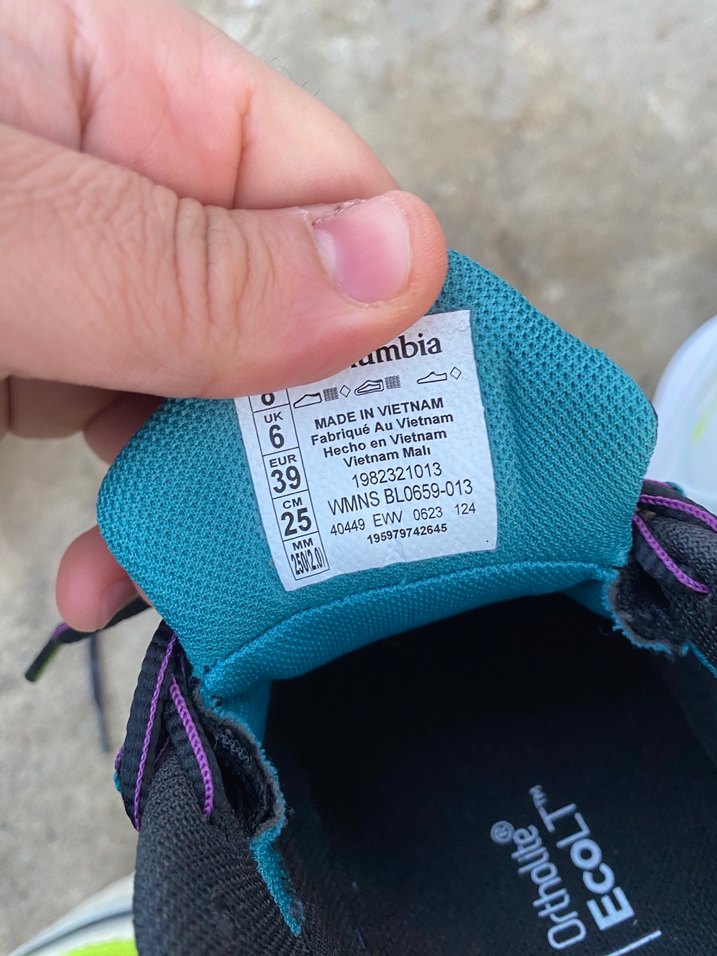 UK
6
EUR
39
CM
25
MM
250(2.0)
MADE IN VIETNAM
Fabriqué Au Vietnam
Hecho en Vietnam
Vietnam Malı
1982321013
WMNS BL0659-013
40449 EVW 0623 124
195979742645
Ortholite®
ECOLT™